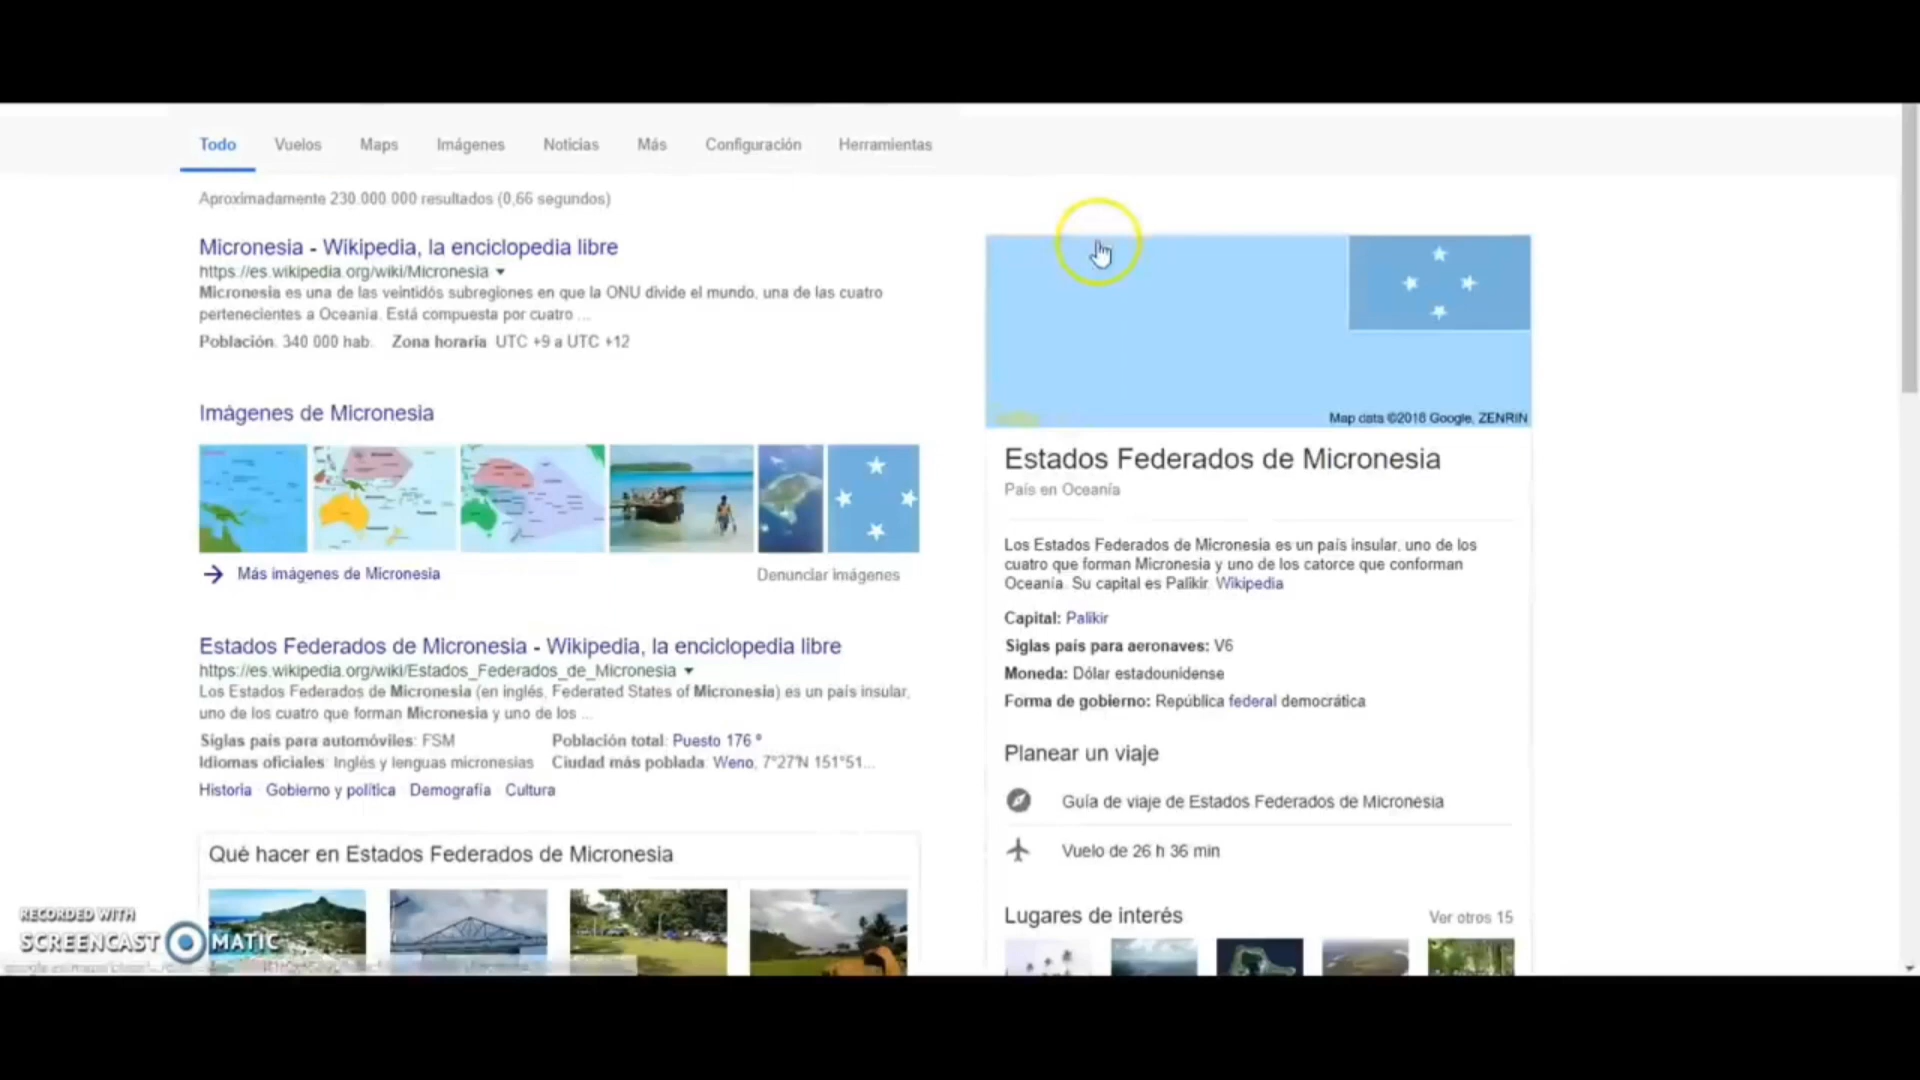 Todo Vuelos Maps Imágenes Noticias Más Configuración Herramientas
Aproximadamente 230.000.000 resultados (0,66 segundos)
Micronesia - Wikipedia, la enciclopedia libre
https://es.wikipedia.org/wiki/Micronesia
Micronesia es una de las veintidós subregiones en que la ONU divide el mundo, una de las cuatro
pertenecientes a Oceanía. Está compuesta por cuatro ...
Población: 340 000 hab. Zona horaria: UTC +9 a UTC +12
Imágenes de Micronesia
Más imágenes de Micronesia
Denunciar imágenes
Estados Federados de Micronesia - Wikipedia, la enciclopedia libre
https://es.wikipedia.org/wiki/Estados_Federados_de_Micronesia
Los Estados Federados de Micronesia (en inglés, Federated States of Micronesia) es un país insular,
uno de los cuatro que forman Micronesia y uno de los ...
Siglas país para automóviles: FSM Población total: Puesto 176 º
Idiomas oficiales: Inglés y lenguas micronesias Ciudad más poblada: Weno, 7°27'N 151°51...
Historia · Gobierno y política · Demografía · Cultura
Qué hacer en Estados Federados de Micronesia
Map data ©2018 Google, ZENRIN
Estados Federados de Micronesia
País en Oceanía
Los Estados Federados de Micronesia es un país insular, uno de los
cuatro que forman Micronesia y uno de los catorce que conforman
Oceanía. Su capital es Palikir. Wikipedia
Capital: Palikir
Siglas país para aeronaves: V6
Moneda: Dólar estadounidense
Forma de gobierno: República federal democrática
Planear un viaje
Guía de viaje de Estados Federados de Micronesia
Vuelo de 26 h 36 min
Lugares de interés
Ver otros 15
RECORDED WITH
SCREENCAST MATIC